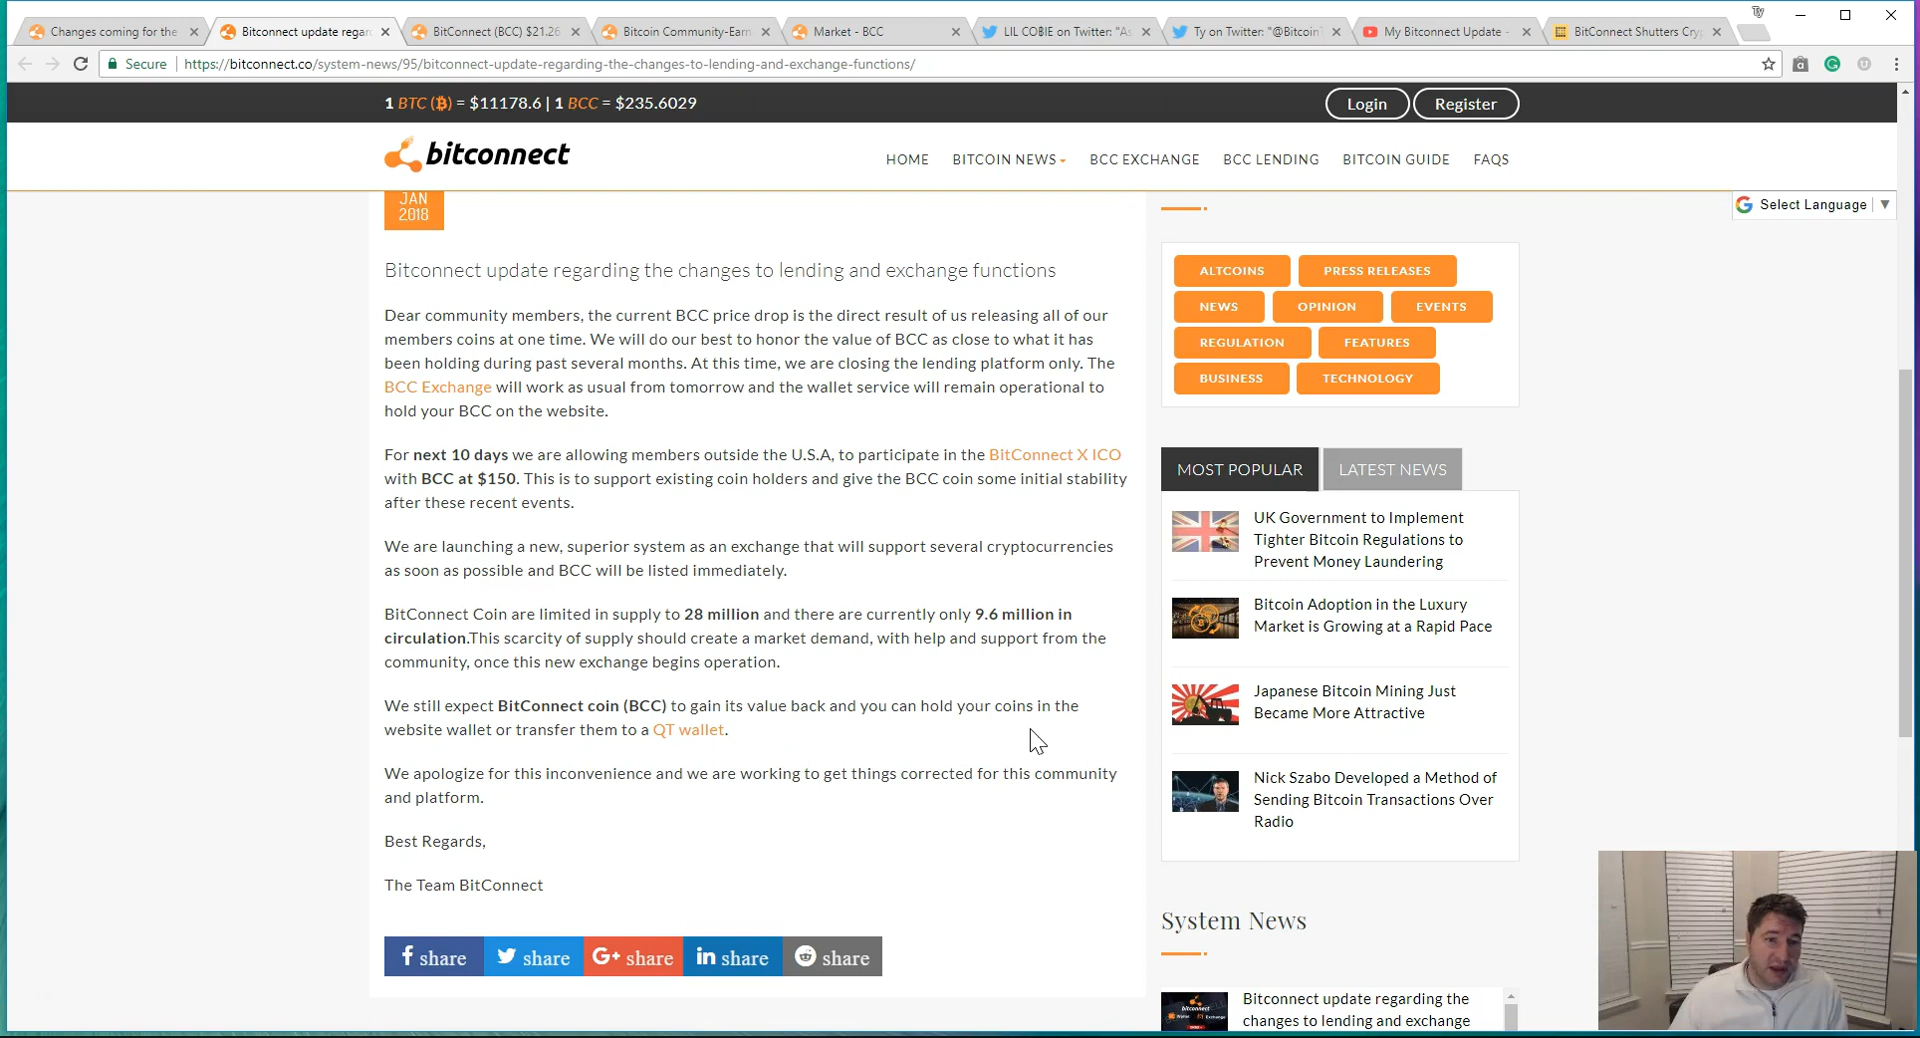 Changes coming for the
Bitconnect update regar
BitConnect (BCC) $21.26
Bitcoin Community-Earn
Market - BCC
LIL COBIE on Twitter: "As
Ty on Twitter: "@BitcoinT
My Bitconnect Update -
BitConnect Shutters Cryp
Ty
Secure
https://bitconnect.co/system-news/95/bitconnect-update-regarding-the-changes-to-lending-and-exchange-functions/
1 BTC (₿) = $11178.6 | 1 BCC = $235.6029
Login
Register
bitconnect
HOME
BITCOIN NEWS
BCC EXCHANGE
BCC LENDING
BITCOIN GUIDE
FAQS
Select Language
JAN
2018
Bitconnect update regarding the changes to lending and exchange functions
Dear community members, the current BCC price drop is the direct result of us releasing all of our
members coins at one time. We will do our best to honor the value of BCC as close to what it has
been holding during past several months. At this time, we are closing the lending platform only. The
BCC Exchange will work as usual from tomorrow and the wallet service will remain operational to
hold your BCC on the website.
For next 10 days we are allowing members outside the U.S.A, to participate in the BitConnect X ICO
with BCC at $150. This is to support existing coin holders and give the BCC coin some initial stability
after these recent events.
We are launching a new, superior system as an exchange that will support several cryptocurrencies
as soon as possible and BCC will be listed immediately.
BitConnect Coin are limited in supply to 28 million and there are currently only 9.6 million in
circulation.This scarcity of supply should create a market demand, with help and support from the
community, once this new exchange begins operation.
We still expect BitConnect coin (BCC) to gain its value back and you can hold your coins in the
website wallet or transfer them to a QT wallet.
We apologize for this inconvenience and we are working to get things corrected for this community
and platform.
Best Regards,
The Team BitConnect
share
share
G+ share
in share
share
ALTCOINS
PRESS RELEASES
NEWS
OPINION
EVENTS
REGULATION
FEATURES
BUSINESS
TECHNOLOGY
MOST POPULAR
LATEST NEWS
UK Government to Implement
Tighter Bitcoin Regulations to
Prevent Money Laundering
Bitcoin Adoption in the Luxury
Market is Growing at a Rapid Pace
Japanese Bitcoin Mining Just
Became More Attractive
Nick Szabo Developed a Method of
Sending Bitcoin Transactions Over
Radio
System News
Bitconnect update regarding the
changes to lending and exchange